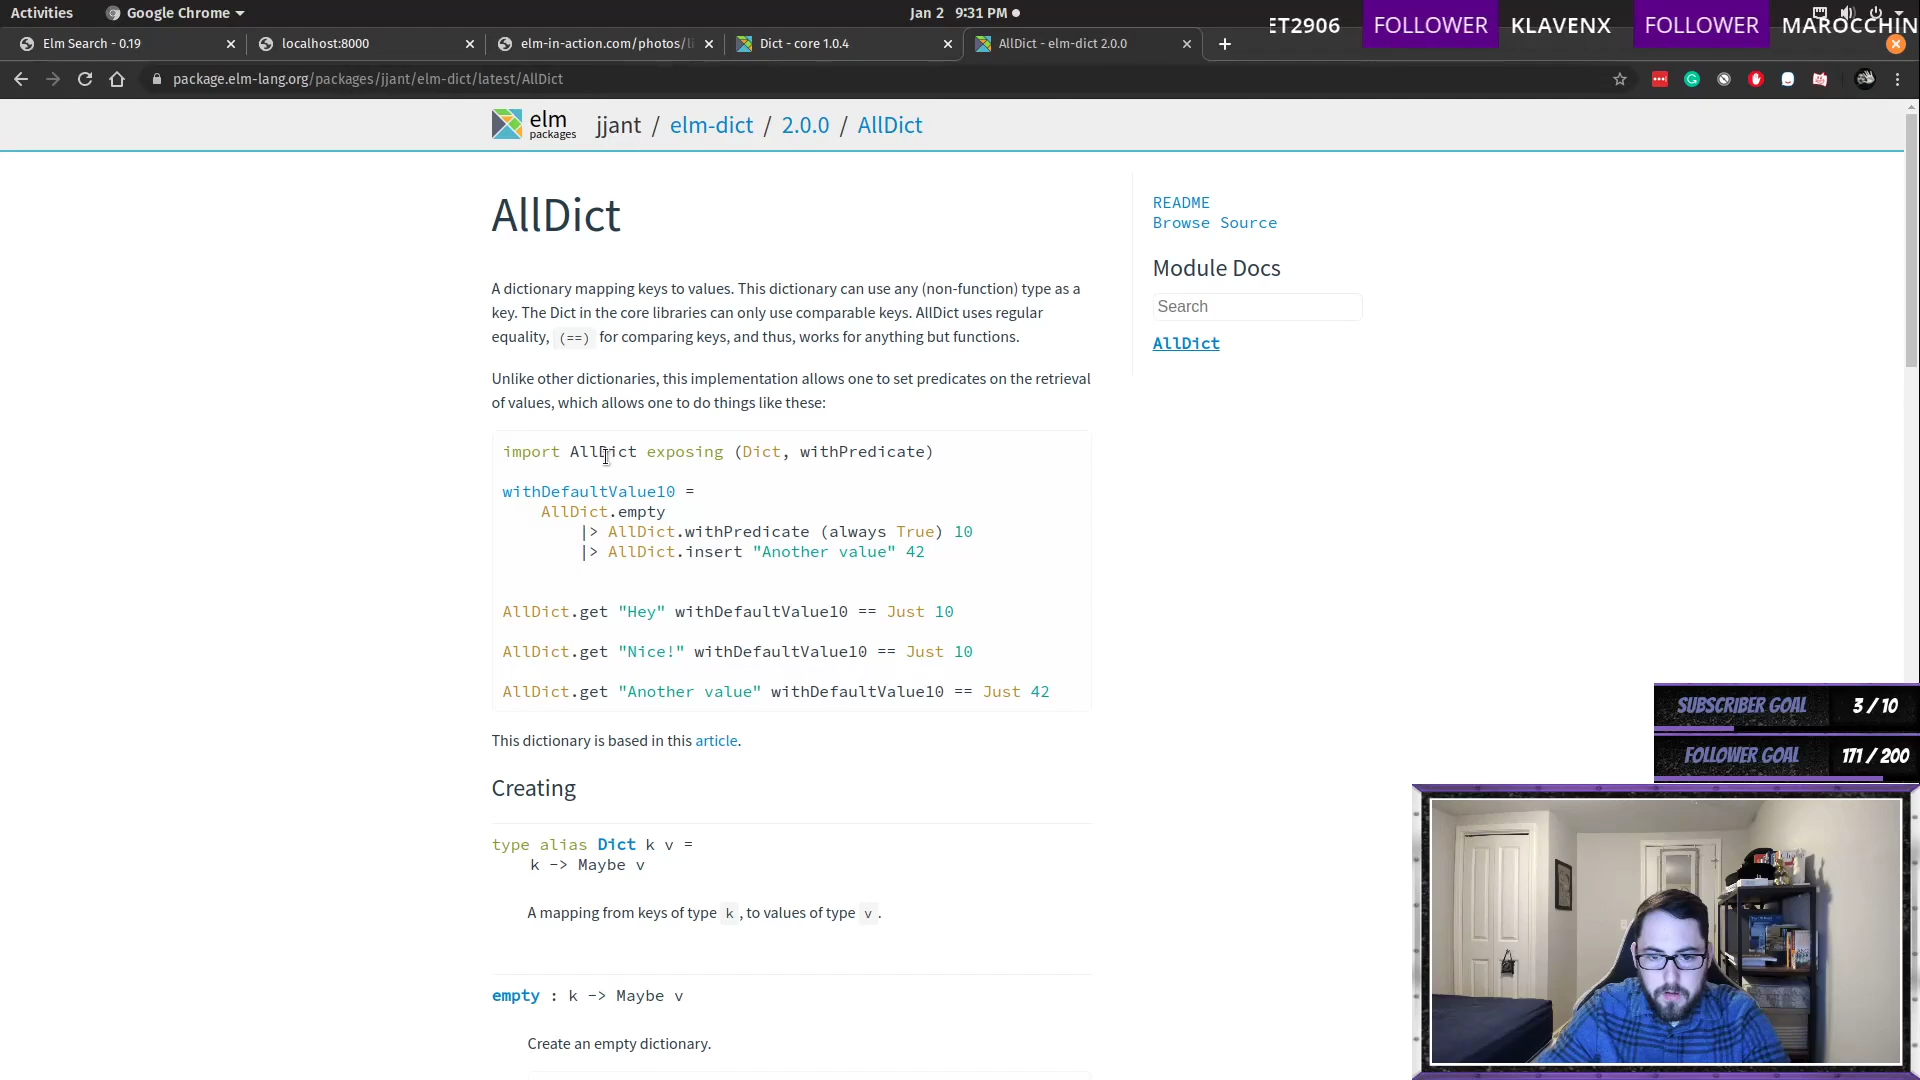 Activities
Google Chrome
Jan 2 9:31 PM
ET2906 FOLLOWER KLAVENX FOLLOWER MAROCCHIN
Elm Search - 0.19
localhost:8000
elm-in-action.com/photos/li
Dict - core 1.0.4
AllDict - elm-dict 2.0.0
package.elm-lang.org/packages/jjant/elm-dict/latest/AllDict
elm
packages
jjant / elm-dict / 2.0.0 / AllDict
AllDict
A dictionary mapping keys to values. This dictionary can use any (non-function) type as a
key. The Dict in the core libraries can only use comparable keys. AllDict uses regular
equality, (==) for comparing keys, and thus, works for anything but functions.
Unlike other dictionaries, this implementation allows one to set predicates on the retrieval
of values, which allows one to do things like these:
import AllDict exposing (Dict, withPredicate)
withDefaultValue10 =
AllDict.empty
|> AllDict.withPredicate (always True) 10
|> AllDict.insert "Another value" 42
AllDict.get "Hey" withDefaultValue10 == Just 10
AllDict.get "Nice!" withDefaultValue10 == Just 10
AllDict.get "Another value" withDefaultValue10 == Just 42
This dictionary is based in this article.
Creating
type alias Dict k v =
k -> Maybe v
A mapping from keys of type k , to values of type v .
empty : k -> Maybe v
Create an empty dictionary.
README
Browse Source
Module Docs
Search
AllDict
SUBSCRIBER GOAL 3 / 10
FOLLOWER GOAL 171 / 200